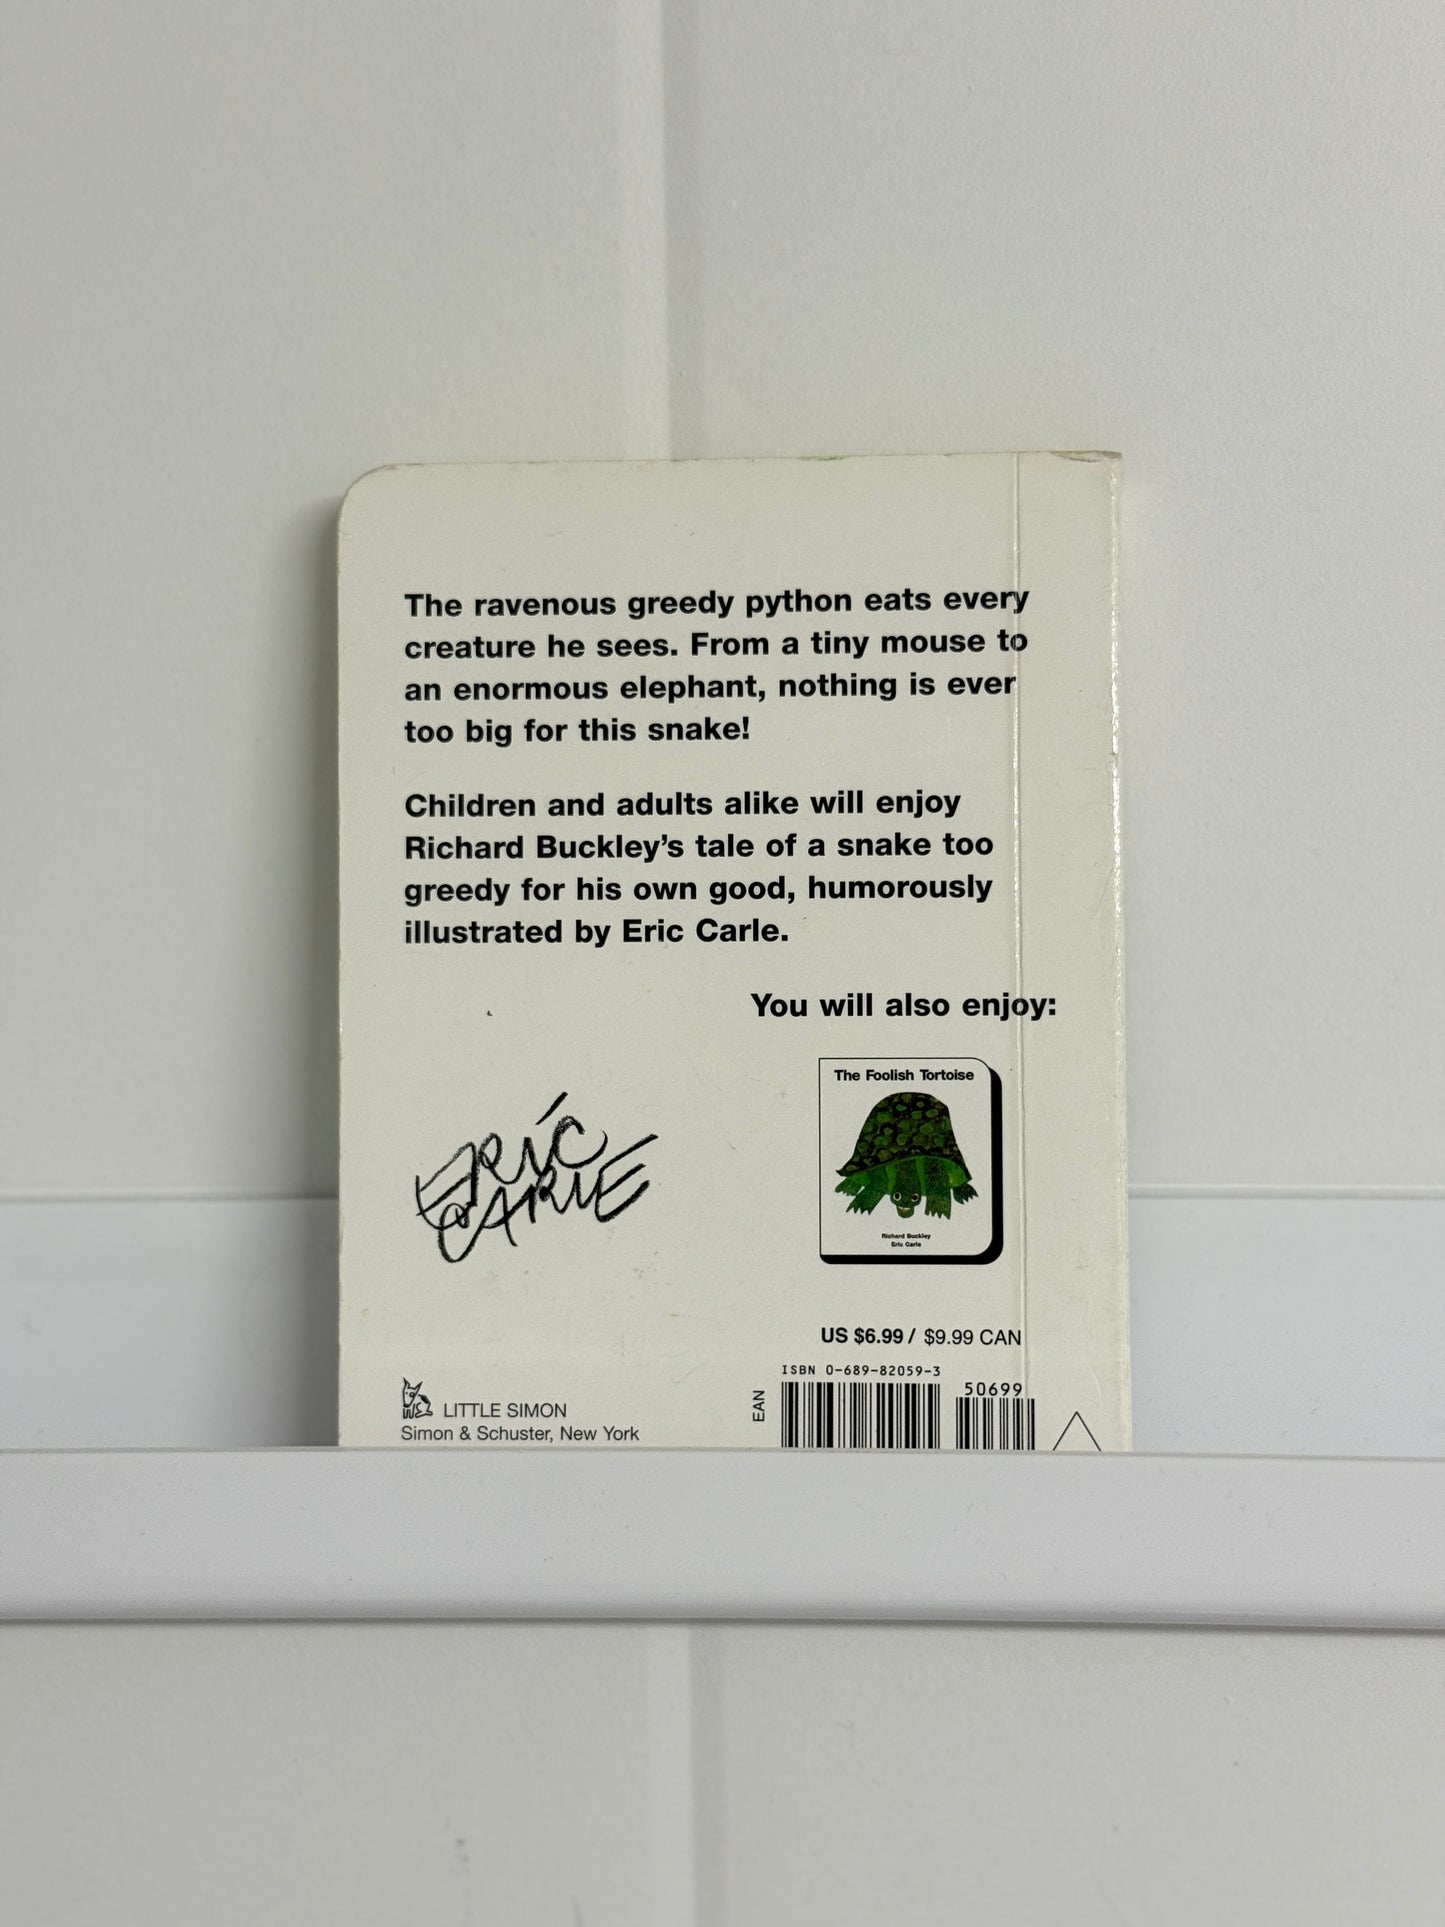 The ravenous greedy python eats every
creature he sees. From a tiny mouse to
an enormous elephant, nothing is ever
too big for this snake!
Children and adults alike will enjoy
Richard Buckley's tale of a snake too
greedy for his own good, humorously
illustrated by Eric Carle.
You will also enjoy:
ERIC
CARLE
The Foolish Tortoise
Richard Buckley
Eric Carle
US $6.99 / $9.99 CAN
ISBN 0-689-82059-3
50699
EAN
LITTLE SIMON
Simon & Schuster, New York